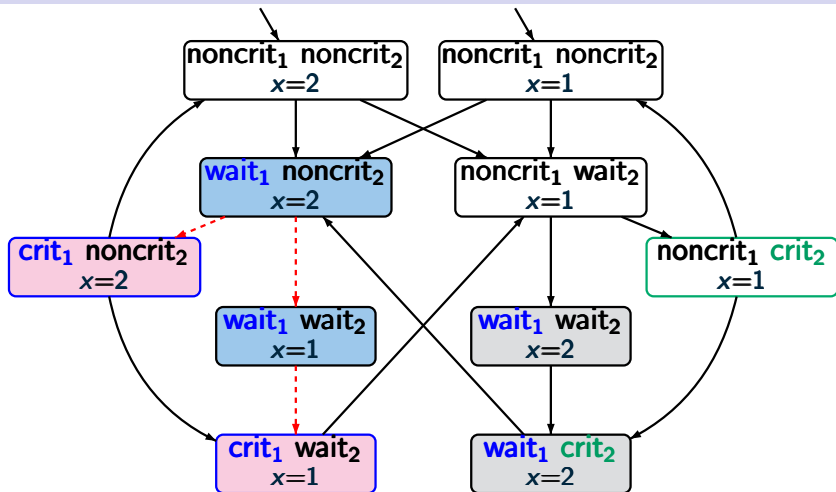 noncrit₁ noncrit₂
x=2
noncrit₁ noncrit₂
x=1
wait₁ noncrit₂
x=2
noncrit₁ wait₂
x=1
crit₁ noncrit₂
x=2
noncrit₁ crit₂
x=1
wait₁ wait₂
x=1
wait₁ wait₂
x=2
crit₁ wait₂
x=1
wait₁ crit₂
x=2